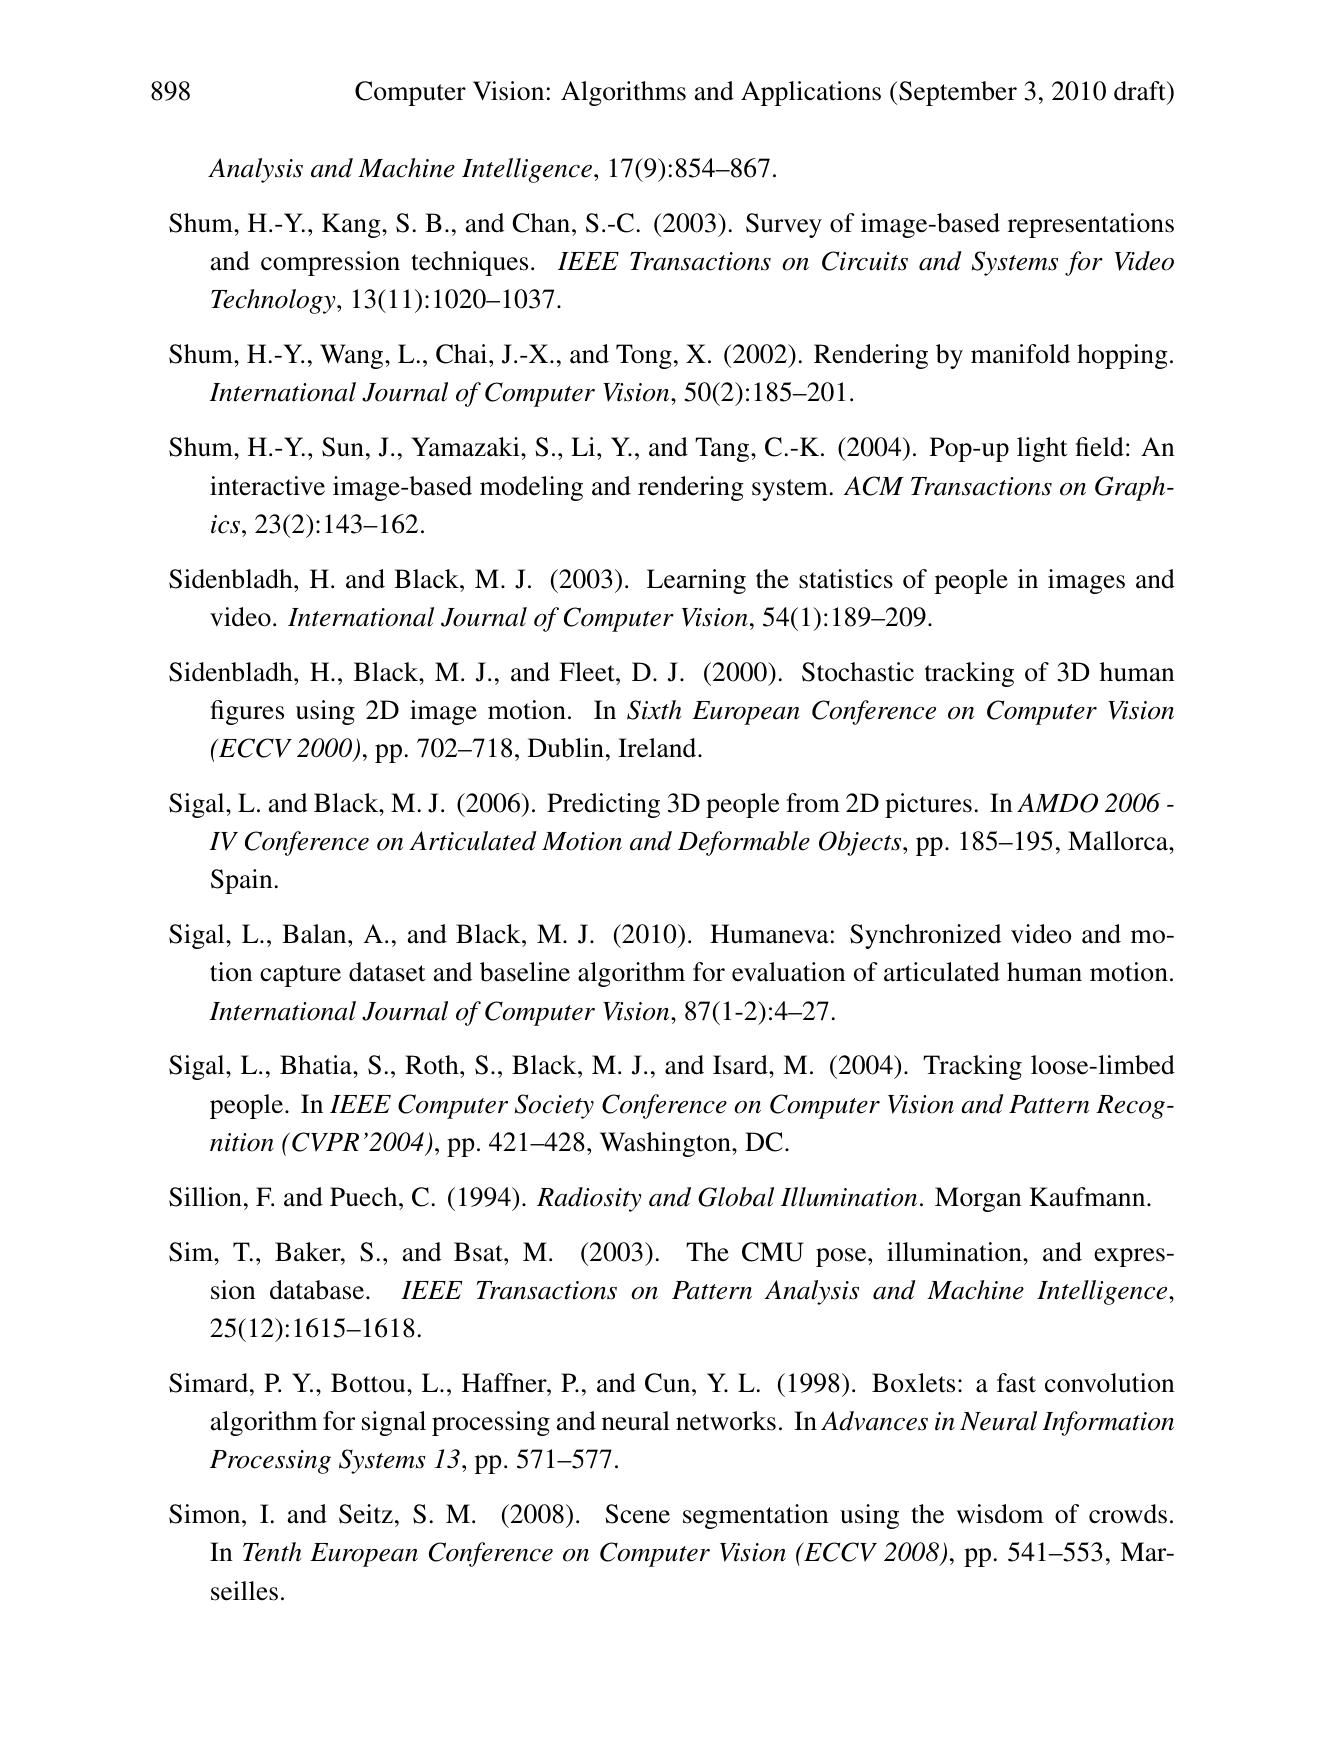 898 Computer Vision: Algorithms and Applications (September 3, 2010 draft)
Analysis and Machine Intelligence, 17(9):854–867.
Shum, H.-Y., Kang, S. B., and Chan, S.-C. (2003). Survey of image-based representations
and compression techniques. IEEE Transactions on Circuits and Systems for Video
Technology, 13(11):1020–1037.
Shum, H.-Y., Wang, L., Chai, J.-X., and Tong, X. (2002). Rendering by manifold hopping.
International Journal of Computer Vision, 50(2):185–201.
Shum, H.-Y., Sun, J., Yamazaki, S., Li, Y., and Tang, C.-K. (2004). Pop-up light field: An
interactive image-based modeling and rendering system. ACM Transactions on Graph-
ics, 23(2):143–162.
Sidenbladh, H. and Black, M. J. (2003). Learning the statistics of people in images and
video. International Journal of Computer Vision, 54(1):189–209.
Sidenbladh, H., Black, M. J., and Fleet, D. J. (2000). Stochastic tracking of 3D human
figures using 2D image motion. In Sixth European Conference on Computer Vision
(ECCV 2000), pp. 702–718, Dublin, Ireland.
Sigal, L. and Black, M. J. (2006). Predicting 3D people from 2D pictures. In AMDO 2006 -
IV Conference on Articulated Motion and Deformable Objects, pp. 185–195, Mallorca,
Spain.
Sigal, L., Balan, A., and Black, M. J. (2010). Humaneva: Synchronized video and mo-
tion capture dataset and baseline algorithm for evaluation of articulated human motion.
International Journal of Computer Vision, 87(1-2):4–27.
Sigal, L., Bhatia, S., Roth, S., Black, M. J., and Isard, M. (2004). Tracking loose-limbed
people. In IEEE Computer Society Conference on Computer Vision and Pattern Recog-
nition (CVPR’2004), pp. 421–428, Washington, DC.
Sillion, F. and Puech, C. (1994). Radiosity and Global Illumination. Morgan Kaufmann.
Sim, T., Baker, S., and Bsat, M. (2003). The CMU pose, illumination, and expres-
sion database. IEEE Transactions on Pattern Analysis and Machine Intelligence,
25(12):1615–1618.
Simard, P. Y., Bottou, L., Haffner, P., and Cun, Y. L. (1998). Boxlets: a fast convolution
algorithm for signal processing and neural networks. In Advances in Neural Information
Processing Systems 13, pp. 571–577.
Simon, I. and Seitz, S. M. (2008). Scene segmentation using the wisdom of crowds.
In Tenth European Conference on Computer Vision (ECCV 2008), pp. 541–553, Mar-
seilles.